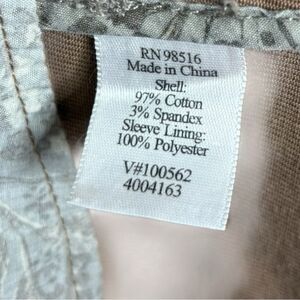 RN 98516
Made in China
Shell:
97% Cotton
3% Spandex
Sleeve Lining:
100% Polyester
V#100562
4004163